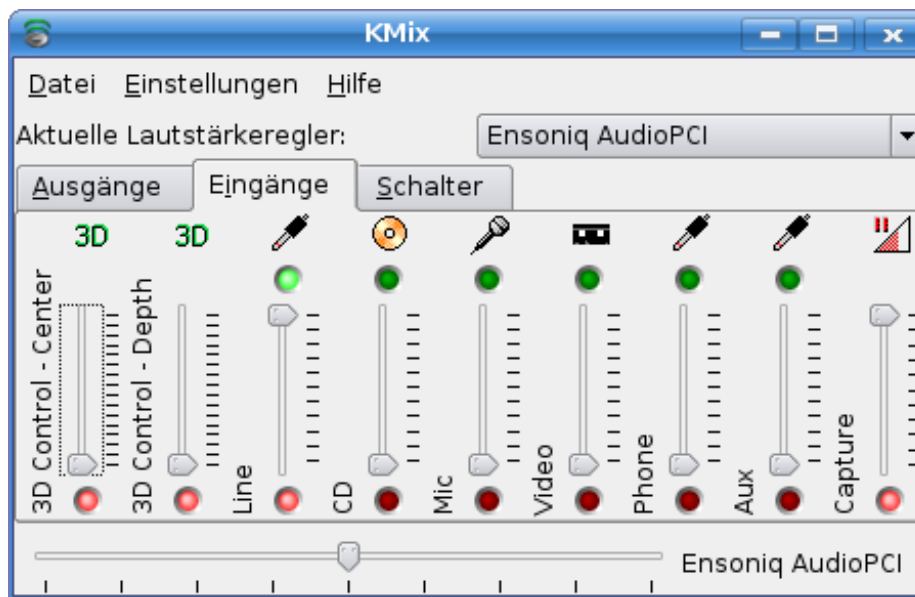 KMix
Datei Einstellungen Hilfe
Aktuelle Lautstärkeregler: Ensoniq AudioPCI
Ausgänge Eingänge Schalter
3D 3D
3D Control - Center
3D Control - Depth
Line
CD
Mic
Video
Phone
Aux
Capture
Ensoniq AudioPCI